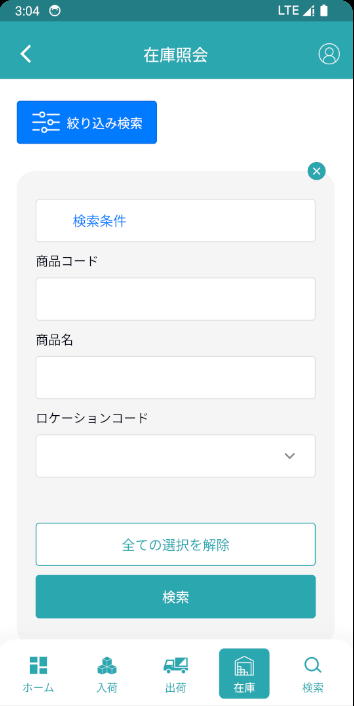 3:04 LTE
在庫照会
絞り込み検索
検索条件
商品コード
商品名
ロケーションコード
全ての選択を解除
検索
ホーム 入荷 出荷 在庫 検索